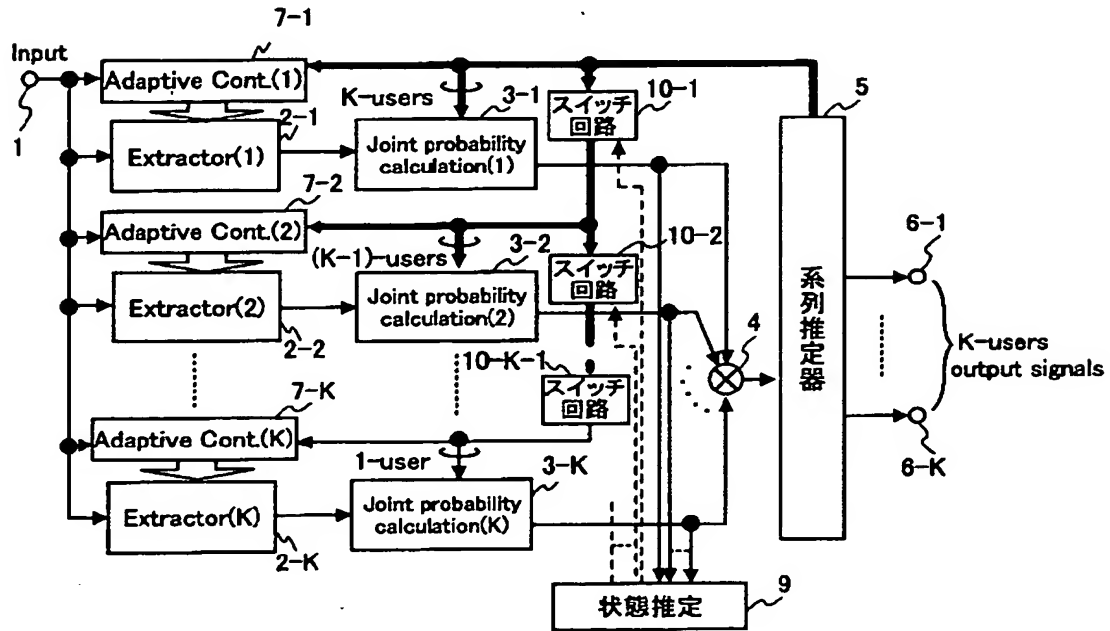 7-1
Input
Adaptive Cont.(1)
1
K-users
3-1
スイッチ
回路
10-1
5
2-1
Extractor(1)
Joint probability
calculation(1)
7-2
Adaptive Cont.(2)
(K-1)-users
3-2
10-2
スイッチ
回路
Extractor(2)
Joint probability
calculation(2)
2-2
4
系列推定器
6-1
K-users
output signals
10-K-1
スイッチ
回路
7-K
Adaptive Cont.(K)
1-user
3-K
6-K
Extractor(K)
Joint probability
calculation(K)
2-K
状態推定
9